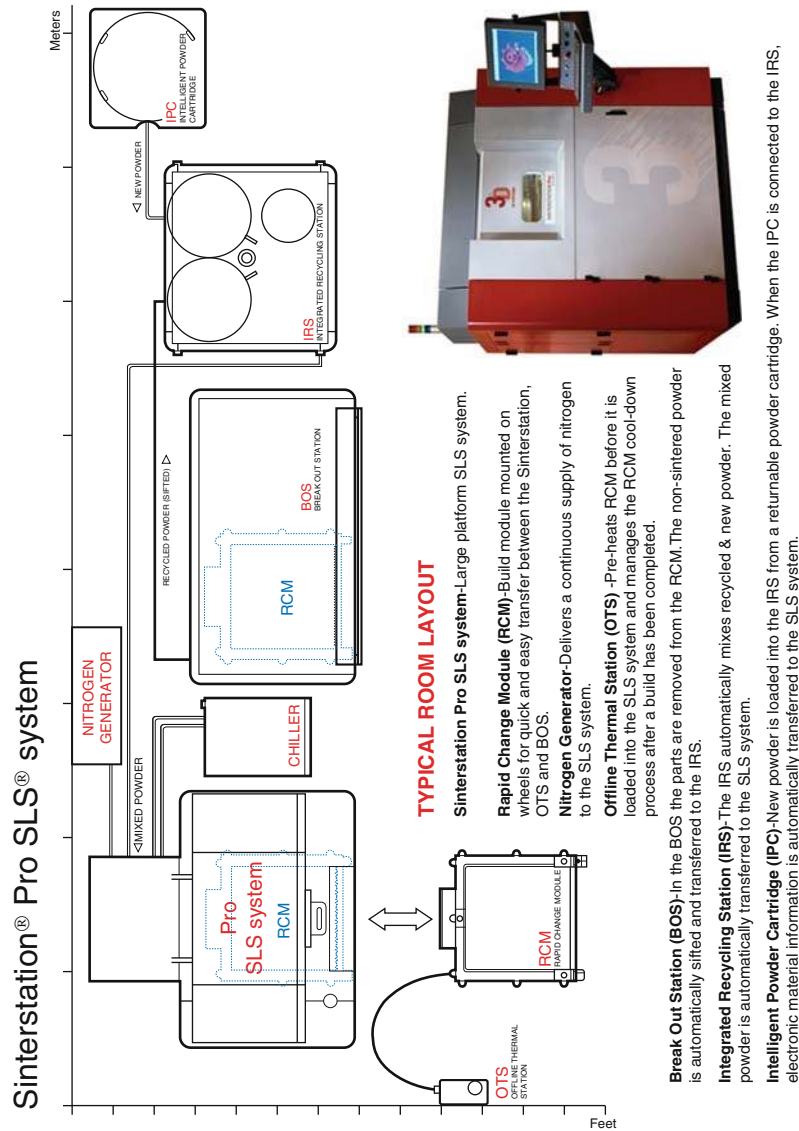 Sinterstation® Pro SLS® system
Meters
Feet
NITROGEN
GENERATOR
◁MIXED POWDER
RECYCLED POWDER (SIFTED) ▷
◁ NEW POWDER
IPC
INTELLIGENT POWDER
CARTRIDGE
IRS
INTEGRATED RECYCLING STATION
BOS
BREAK OUT STATION
RCM
CHILLER
Pro
SLS system
RCM
RCM
RAPID CHANGE MODULE
OTS
OFFLINE THERMAL
STATION
TYPICAL ROOM LAYOUT
Sinterstation Pro SLS system-Large platform SLS system.
Rapid Change Module (RCM)-Build module mounted on
wheels for quick and easy transfer between the Sinterstation,
OTS and BOS.
Nitrogen Generator-Delivers a continuous supply of nitrogen
to the SLS system.
Offline Thermal Station (OTS) -Pre-heats RCM before it is
loaded into the SLS system and manages the RCM cool-down
process after a build has been completed.
Break Out Station (BOS)-In the BOS the parts are removed from the RCM.The non-sintered powder
is automatically sifted and transferred to the IRS.
Integrated Recycling Station (IRS)-The IRS automatically mixes recycled & new powder. The mixed
powder is automatically transferred to the SLS system.
Intelligent Powder Cartridge (IPC)-New powder is loaded into the IRS from a returnable powder cartridge. When the IPC is connected to the IRS,
electronic material information is automatically transferred to the SLS system.
3D
3